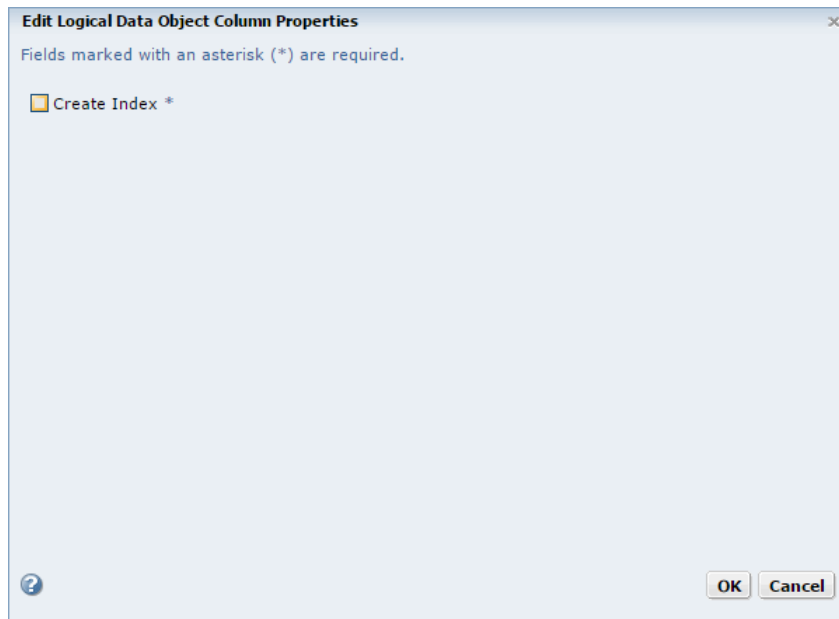 Edit Logical Data Object Column Properties
Fields marked with an asterisk (*) are required.
Create Index *
OK Cancel